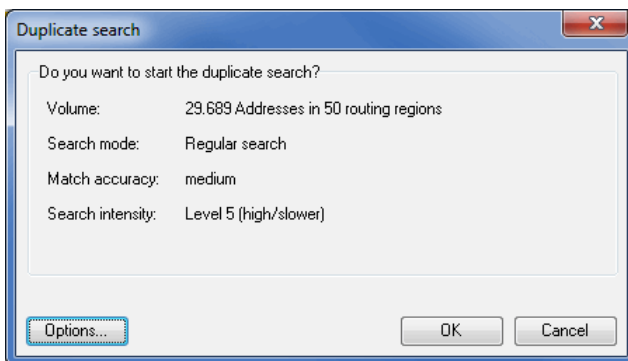 Duplicate search
Do you want to start the duplicate search?
Volume: 29.689 Addresses in 50 routing regions
Search mode: Regular search
Match accuracy: medium
Search intensity: Level 5 (high/slower)
Options... OK Cancel